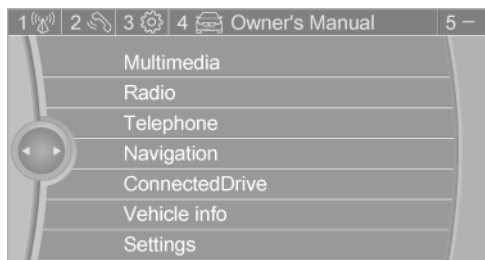 1 2 3 4 Owner's Manual 5 –
Multimedia
Radio
Telephone
Navigation
ConnectedDrive
Vehicle info
Settings